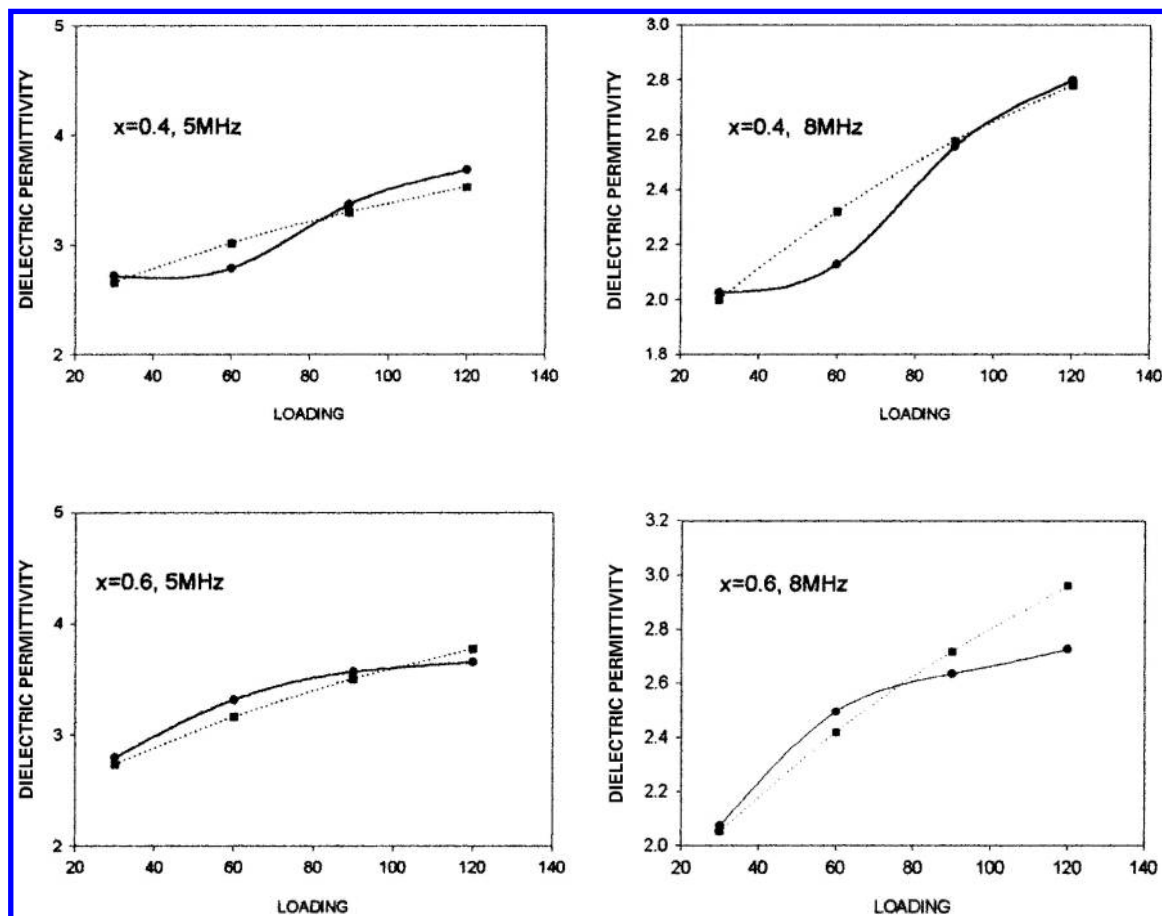 DIELECTRIC PERMITTIVITY
5
4
3
2
x=0.4, 5MHz
20 40 60 80 100 120 140
LOADING
DIELECTRIC PERMITTIVITY
3.0
2.8
2.6
2.4
2.2
2.0
1.8
x=0.4, 8MHz
20 40 60 80 100 120 140
LOADING
DIELECTRIC PERMITTIVITY
5
4
3
2
x=0.6, 5MHz
20 40 60 80 100 120 140
LOADING
DIELECTRIC PERMITTIVITY
3.2
3.0
2.8
2.6
2.4
2.2
2.0
x=0.6, 8MHz
20 40 60 80 100 120 140
LOADING